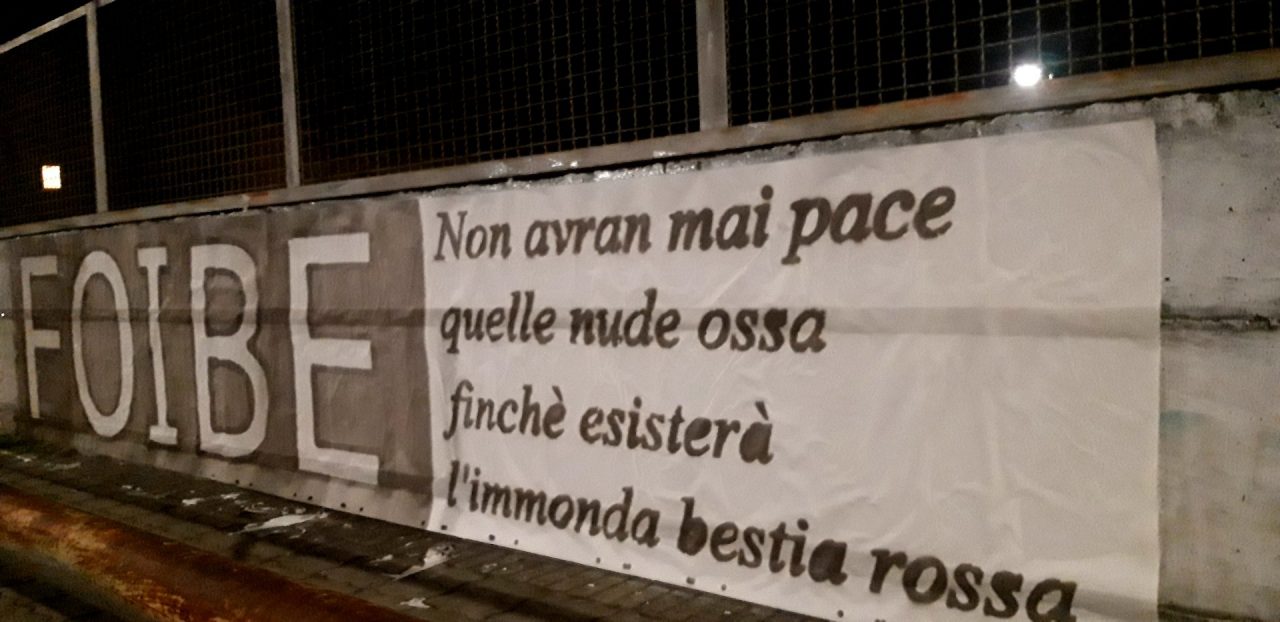 FOIBE
Non avran mai pace
quelle nude ossa
finchè esisterà
l'immonda bestia rossa